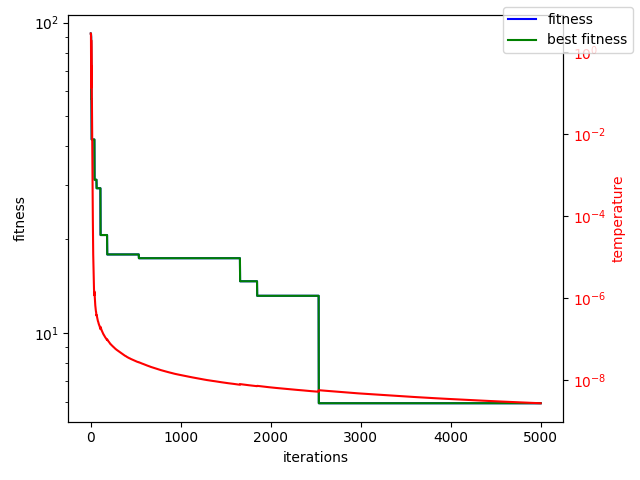 fitness
best fitness
10²
10¹
fitness
10⁰
10⁻²
10⁻⁴
10⁻⁶
10⁻⁸
temperature
0 1000 2000 3000 4000 5000
iterations